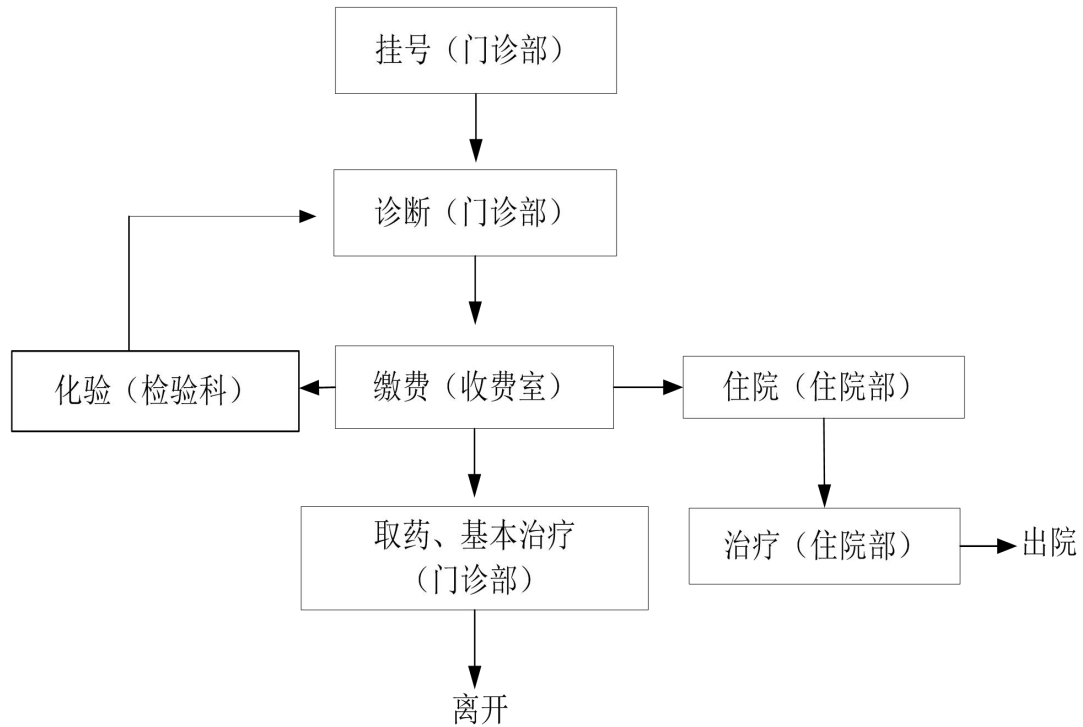 挂号（门诊部）
诊断（门诊部）
化验（检验科）
缴费（收费室）
住院（住院部）
取药、基本治疗
（门诊部）
治疗（住院部）
出院
离开